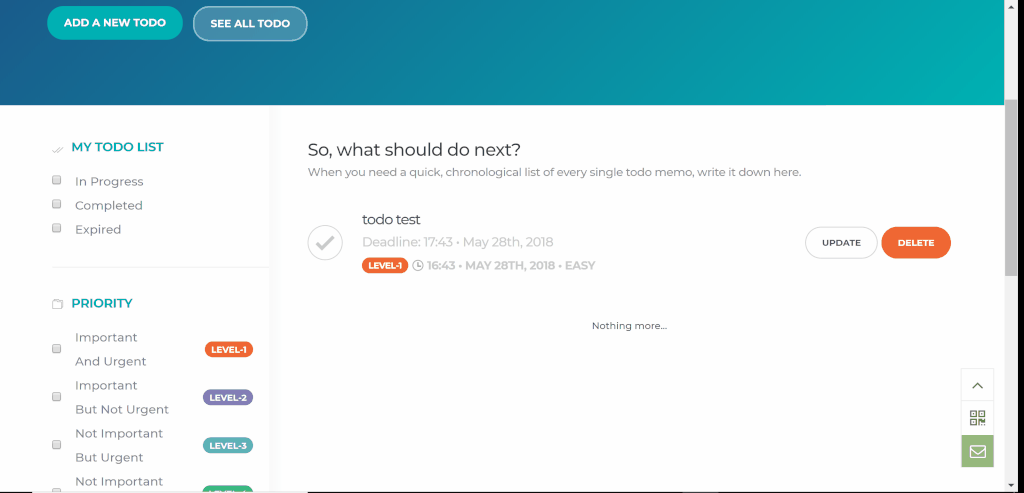 ADD A NEW TODO
SEE ALL TODO
MY TODO LIST
In Progress
Completed
Expired
PRIORITY
Important
And Urgent
LEVEL-1
Important
But Not Urgent
LEVEL-2
Not Important
But Urgent
LEVEL-3
Not Important
So, what should do next?
When you need a quick, chronological list of every single todo memo, write it down here.
todo test
Deadline: 17:43 • May 28th, 2018
LEVEL-1 16:43 • MAY 28TH, 2018 • EASY
UPDATE
DELETE
Nothing more...